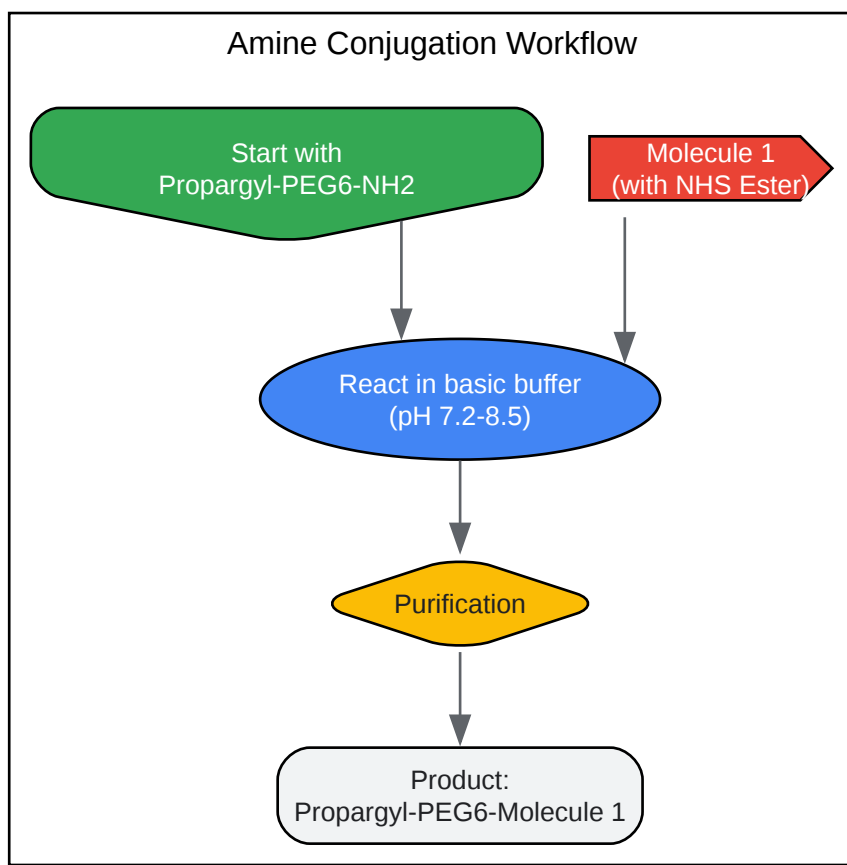 Amine Conjugation Workflow
Start with
Propargyl-PEG6-NH2
Molecule 1
(with NHS Ester)
React in basic buffer
(pH 7.2-8.5)
Purification
Product:
Propargyl-PEG6-Molecule 1